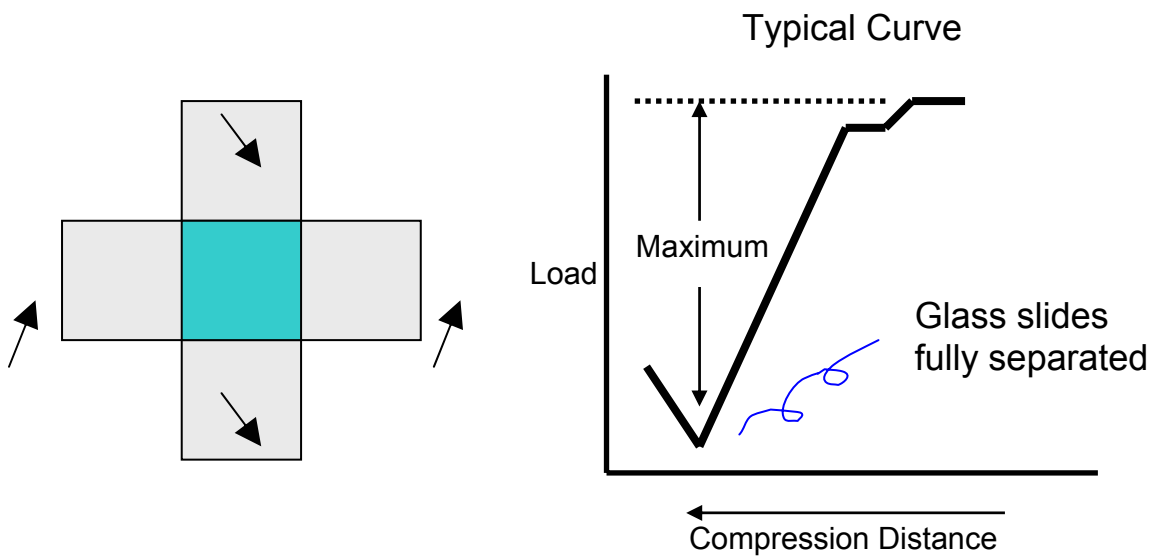 Typical Curve
Maximum
Load
Glass slides
fully separated
Compression Distance